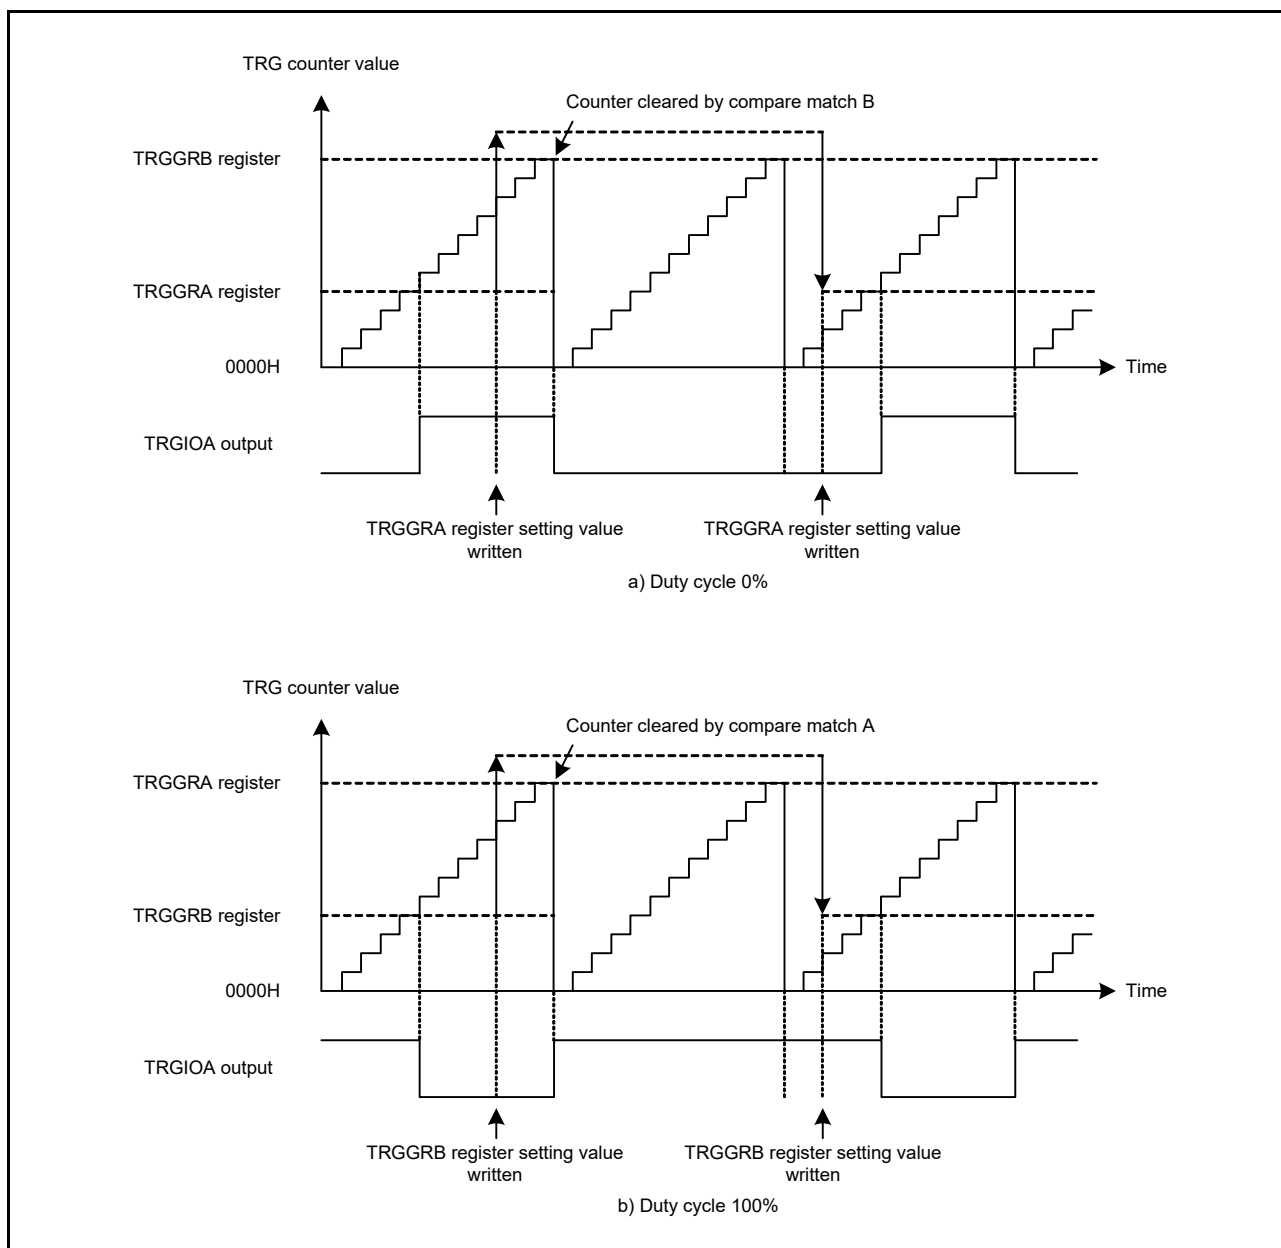 TRG counter value
Counter cleared by compare match B
TRGGRB register
TRGGRA register
0000H
Time
TRGIOA output
TRGGRA register setting value
written
TRGGRA register setting value
written
a) Duty cycle 0%
TRG counter value
Counter cleared by compare match A
TRGGRA register
TRGGRB register
0000H
Time
TRGIOA output
TRGGRB register setting value
written
TRGGRB register setting value
written
b) Duty cycle 100%